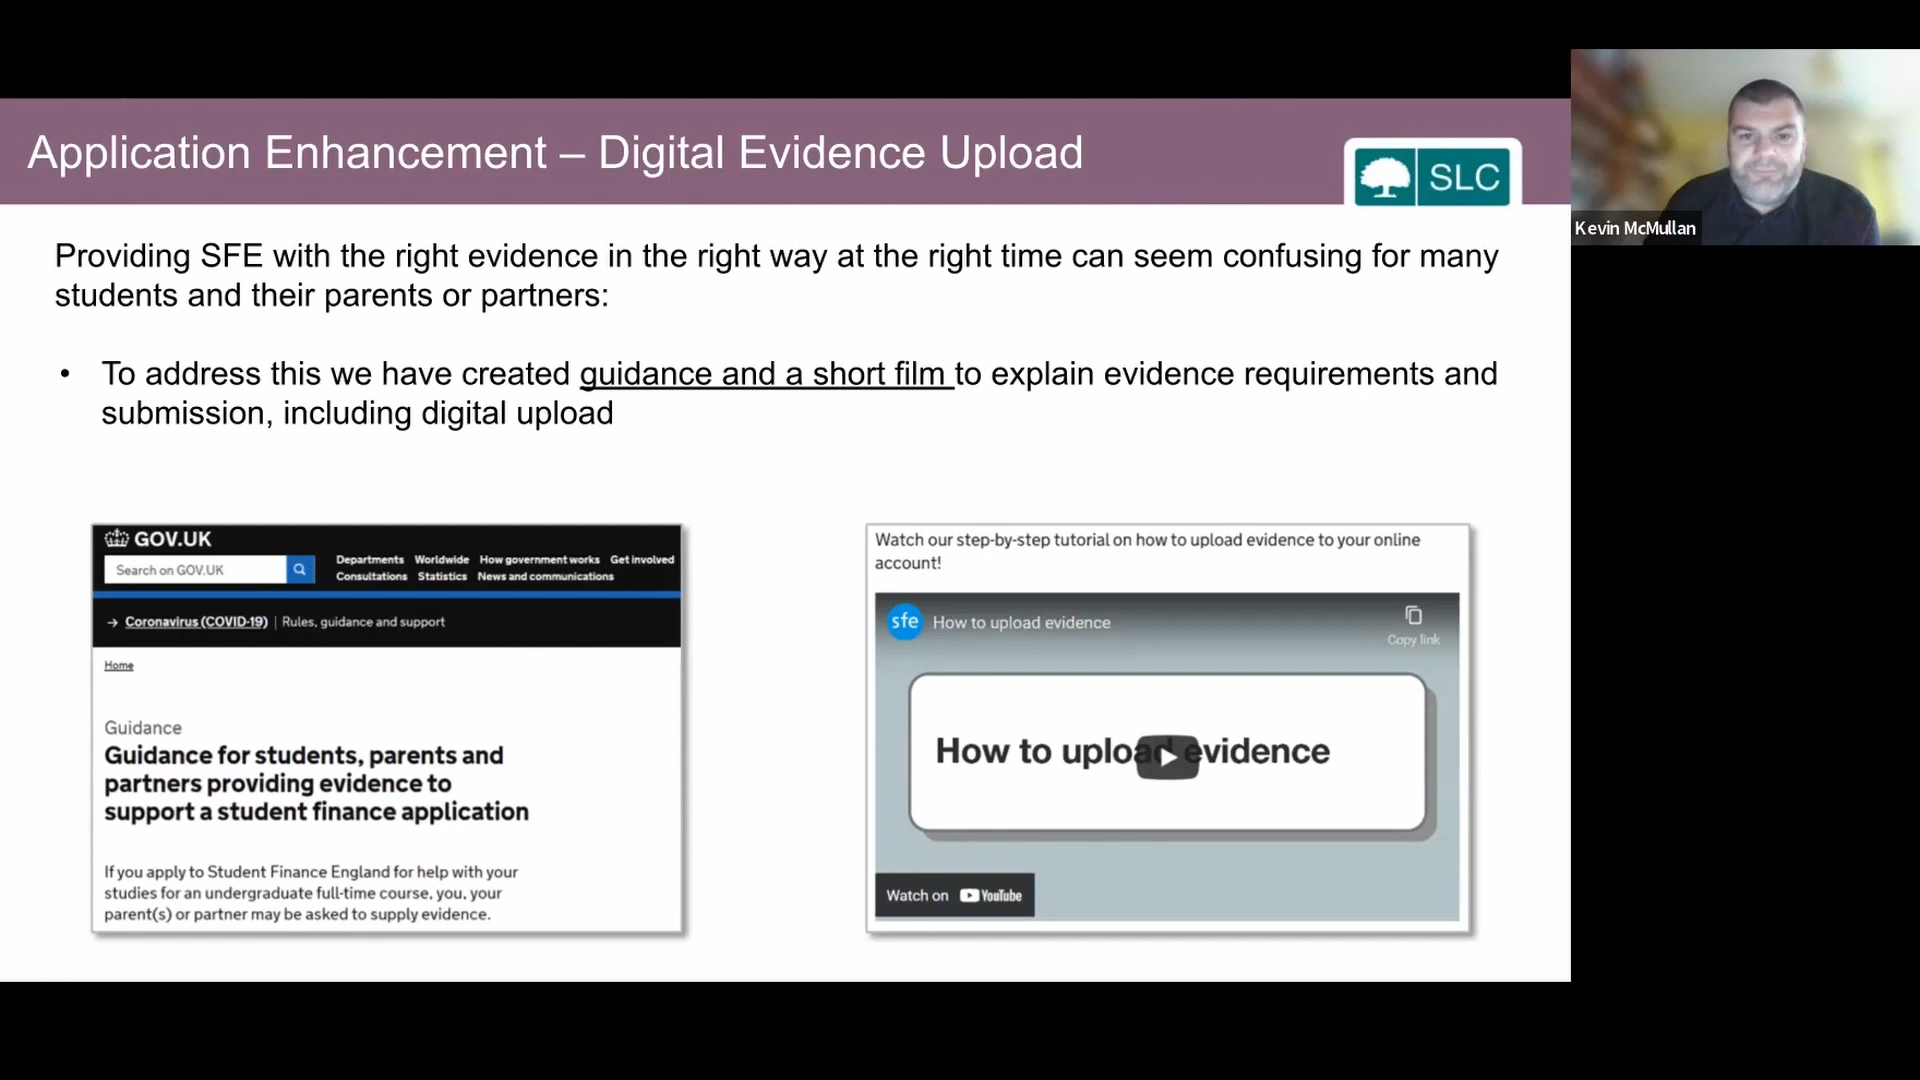 Application Enhancement – Digital Evidence Upload
SLC
Kevin McMullan
Providing SFE with the right evidence in the right way at the right time can seem confusing for many
students and their parents or partners:
• To address this we have created guidance and a short film to explain evidence requirements and
submission, including digital upload
GOV.UK
Search on GOV.UK
Departments Worldwide How government works Get involved
Consultations Statistics News and communications
→ Coronavirus (COVID-19) | Rules, guidance and support
Home
Guidance
Guidance for students, parents and
partners providing evidence to
support a student finance application
If you apply to Student Finance England for help with your
studies for an undergraduate full-time course, you, your
parent(s) or partner may be asked to supply evidence.
Watch our step-by-step tutorial on how to upload evidence to your online
account!
sfe How to upload evidence
Copy link
How to upload evidence
Watch on YouTube